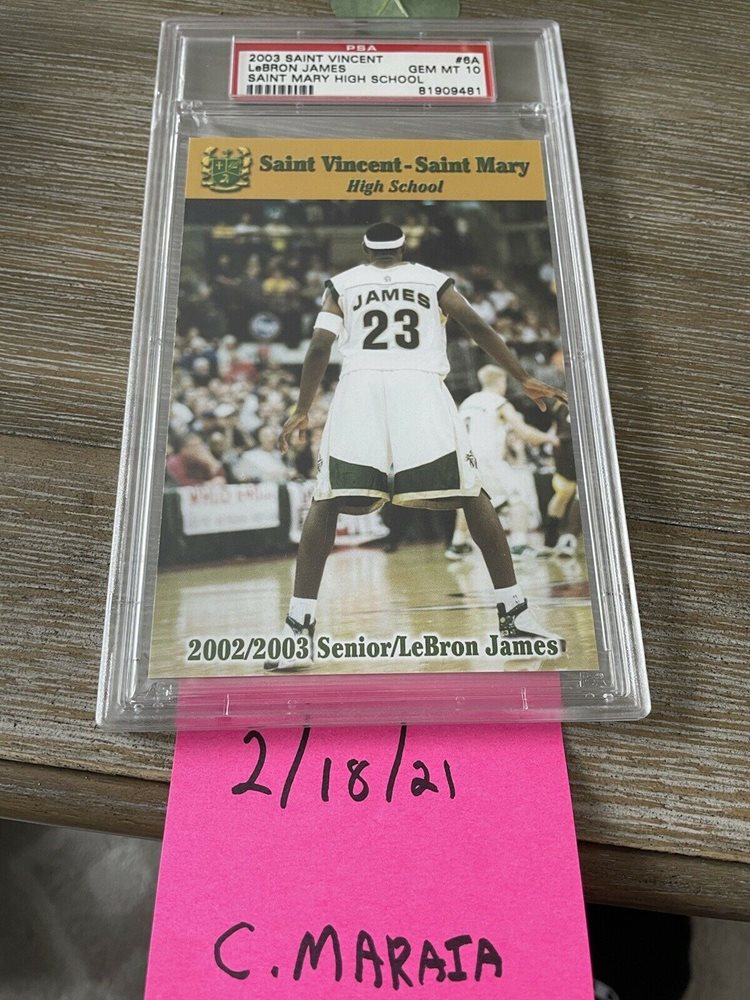 PSA
2003 SAINT VINCENT #6A
LeBRON JAMES GEM MT 10
SAINT MARY HIGH SCHOOL
81909481
Saint Vincent-Saint Mary
High School
JAMES
23
2002/2003 Senior/LeBron James
2/18/21
C. MARAIA